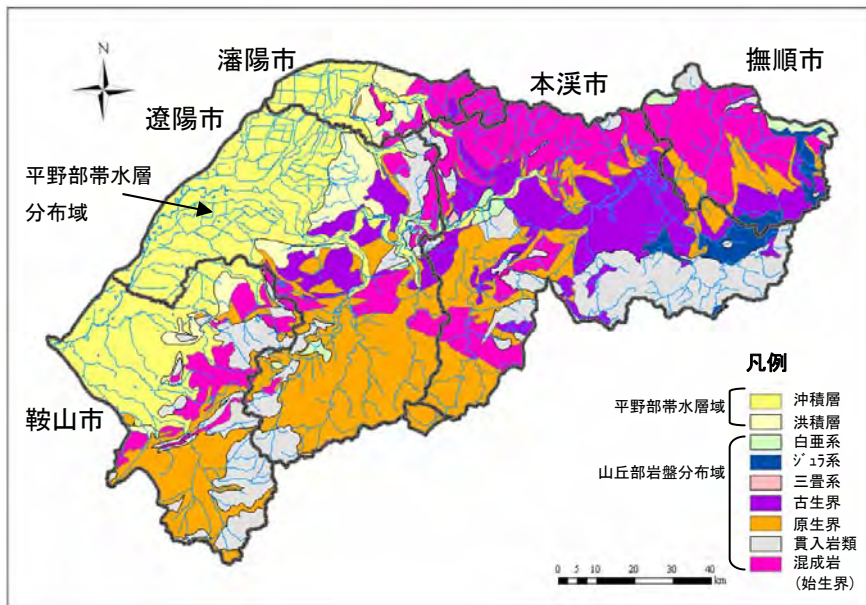 N
瀋陽市
撫順市
本渓市
遼陽市
平野部帯水層
分布域
鞍山市
凡例
平野部帯水層域
沖積層
洪積層
山丘部岩盤分布域
白亜系
ジュラ系
三畳系
古生界
原生界
貫入岩類
混成岩
(始生界)
0 5 10 20 30 40
km